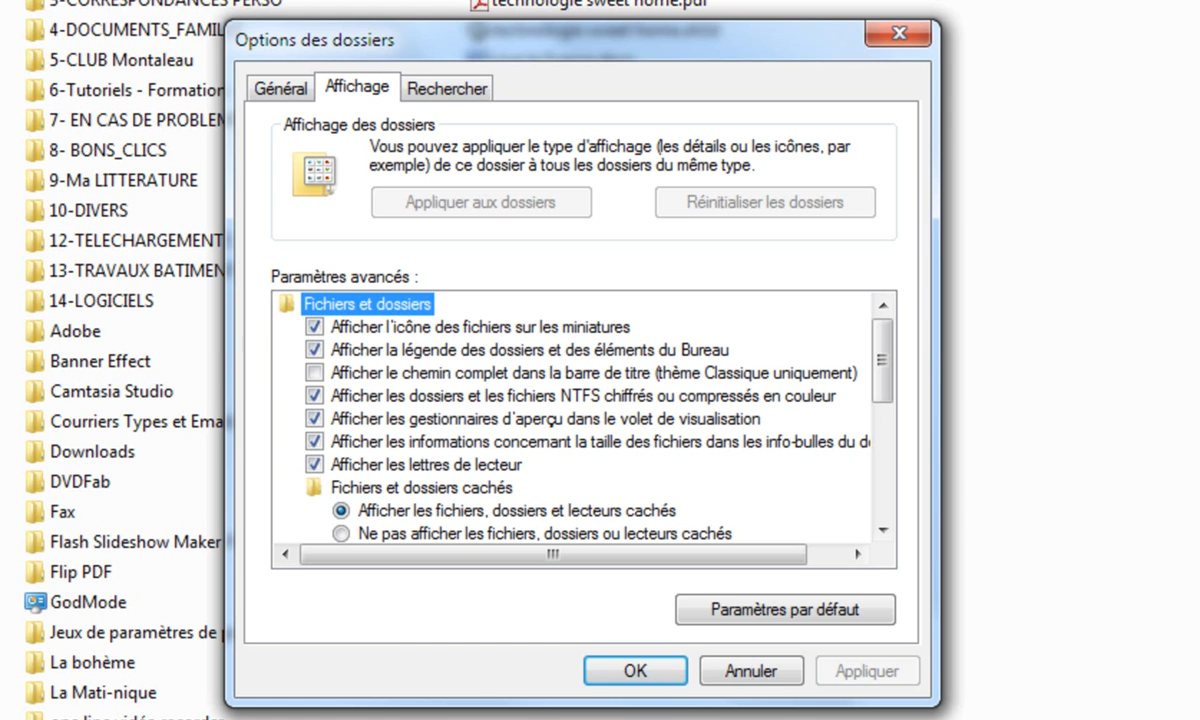 3-CORRESPONDANCES PERSO
technologie sweet home.pdf
4-DOCUMENTS_FAMIL
5-CLUB Montaleau
6-Tutoriels - Formation
7- EN CAS DE PROBLEM
8- BONS_CLICS
9-Ma LITTERATURE
10-DIVERS
12-TELECHARGEMENT
13-TRAVAUX BATIMEN
14-LOGICIELS
Adobe
Banner Effect
Camtasia Studio
Courriers Types et Ema
Downloads
DVDFab
Fax
Flash Slideshow Maker
Flip PDF
GodMode
Jeux de paramètres de p
La bohème
La Mati-nique
Options des dossiers
Général
Affichage
Rechercher
Affichage des dossiers
Vous pouvez appliquer le type d'affichage (les détails ou les icônes, par
exemple) de ce dossier à tous les dossiers du même type.
Appliquer aux dossiers
Réinitialiser les dossiers
Paramètres avancés :
Fichiers et dossiers
Afficher l'icône des fichiers sur les miniatures
Afficher la légende des dossiers et des éléments du Bureau
Afficher le chemin complet dans la barre de titre (thème Classique uniquement)
Afficher les dossiers et les fichiers NTFS chiffrés ou compressés en couleur
Afficher les gestionnaires d'aperçu dans le volet de visualisation
Afficher les informations concernant la taille des fichiers dans les info-bulles du do
Afficher les lettres de lecteur
Fichiers et dossiers cachés
Afficher les fichiers, dossiers et lecteurs cachés
Ne pas afficher les fichiers, dossiers ou lecteurs cachés
Paramètres par défaut
OK
Annuler
Appliquer